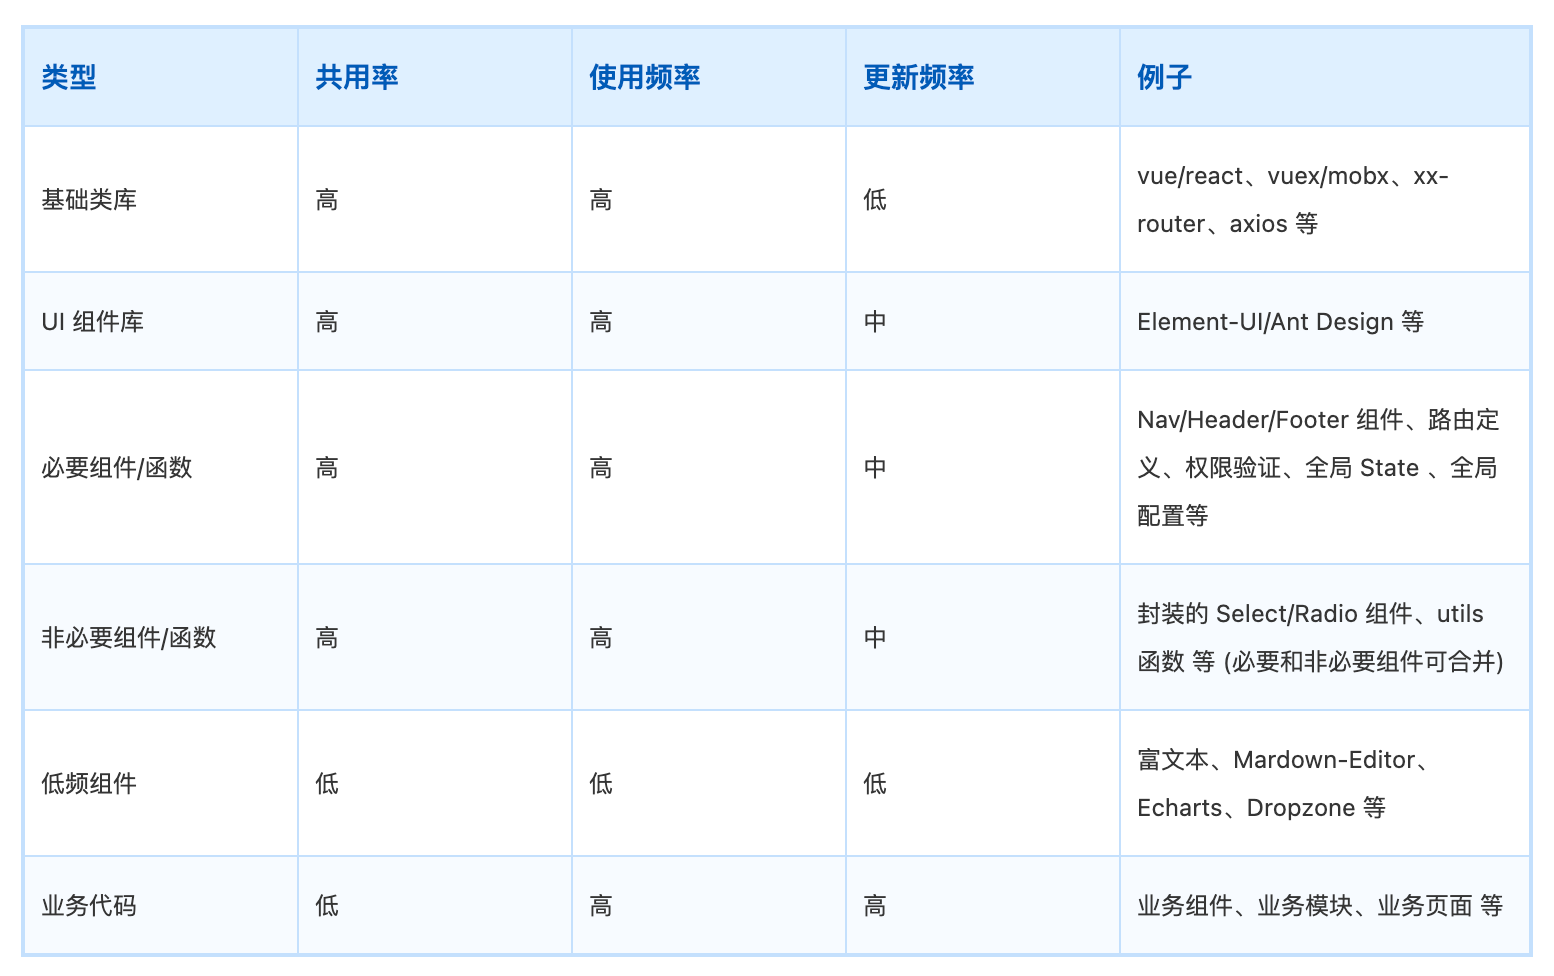 类型 共用率 使用频率 更新频率 例子
基础类库 高 高 低 vue/react、vuex/mobx、xx-
router、axios 等
UI 组件库 高 高 中 Element-UI/Ant Design 等
必要组件/函数 高 高 中 Nav/Header/Footer 组件、路由定
义、权限验证、全局 State 、全局
配置等
非必要组件/函数 高 高 中 封装的 Select/Radio 组件、utils
函数 等 (必要和非必要组件可合并)
低频组件 低 低 低 富文本、Mardown-Editor、
Echarts、Dropzone 等
业务代码 低 高 高 业务组件、业务模块、业务页面 等